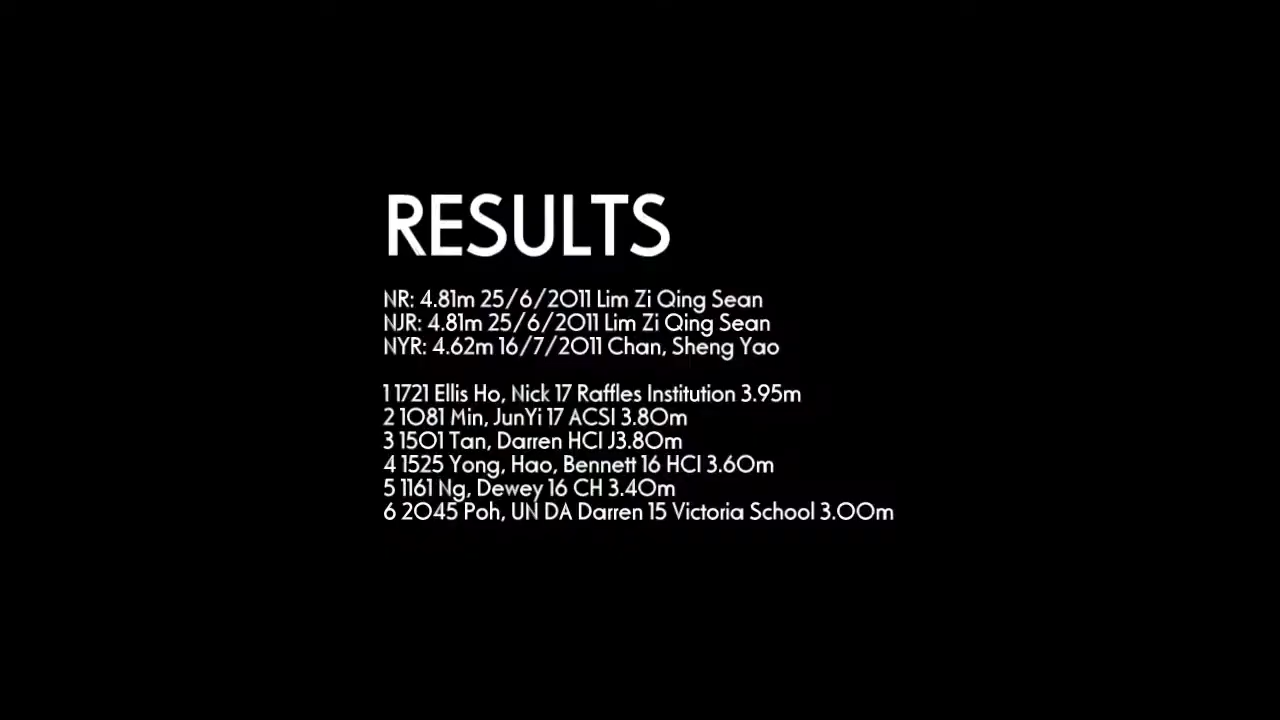 RESULTS
NR: 4.81m 25/6/2011 Lim Zi Qing Sean
NJR: 4.81m 25/6/2011 Lim Zi Qing Sean
NYR: 4.62m 16/7/2011 Chan, Sheng Yao
1 1721 Ellis Ho, Nick 17 Raffles Institution 3.95m
2 1081 Min, JunYi 17 ACSI 3.80m
3 1501 Tan, Darren HCI J3.80m
4 1525 Yong, Hao, Bennett 16 HCI 3.60m
5 1161 Ng, Dewey 16 CH 3.40m
6 2045 Poh, UN DA Darren 15 Victoria School 3.00m